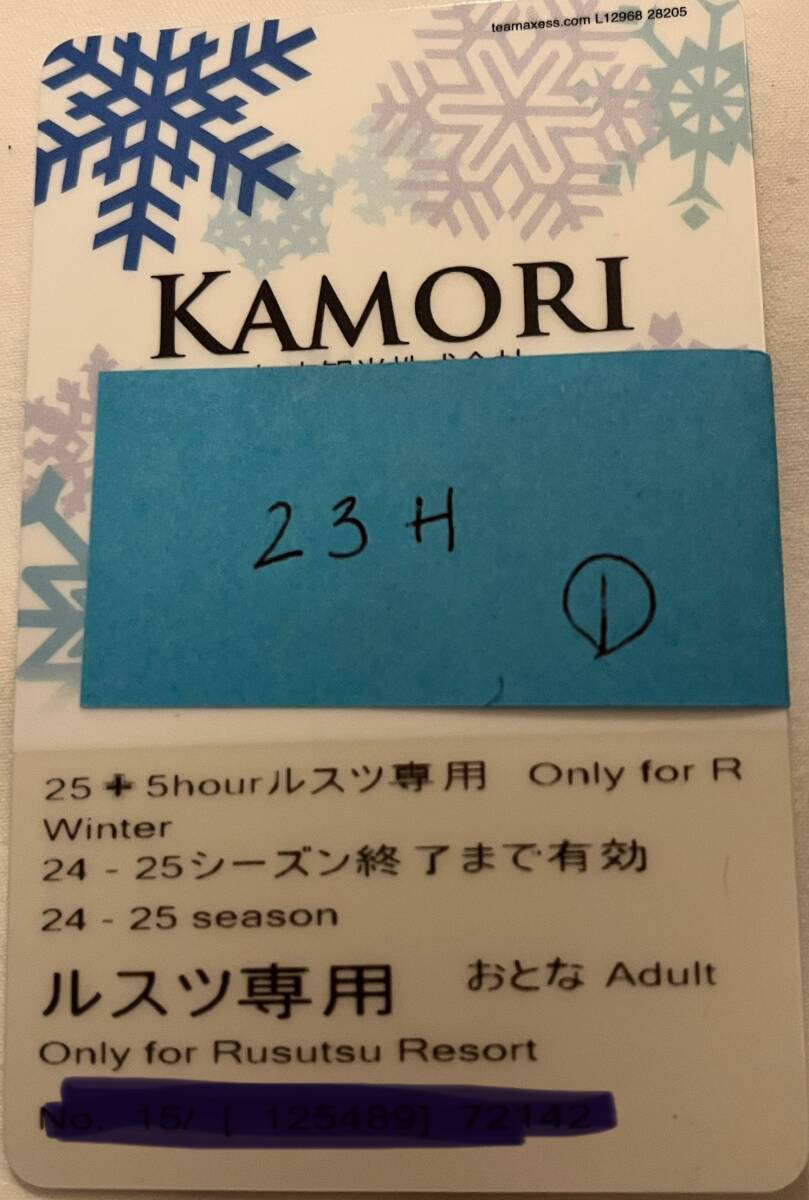 teamaxess.com L12968 28205
KAMORI
23H
①
25+5hourルスツ専用 Only for R
Winter
24 - 25シーズン終了まで有効
24 - 25 season
ルスツ専用 おとな Adult
Only for Rusutsu Resort